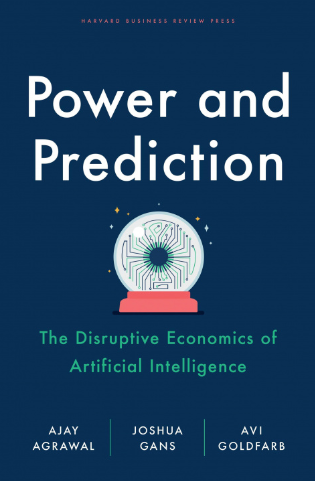 HARVARD BUSINESS REVIEW PRESS
Power and
Prediction
The Disruptive Economics of
Artificial Intelligence
AJAY
AGRAWAL
JOSHUA
GANS
AVI
GOLDFARB